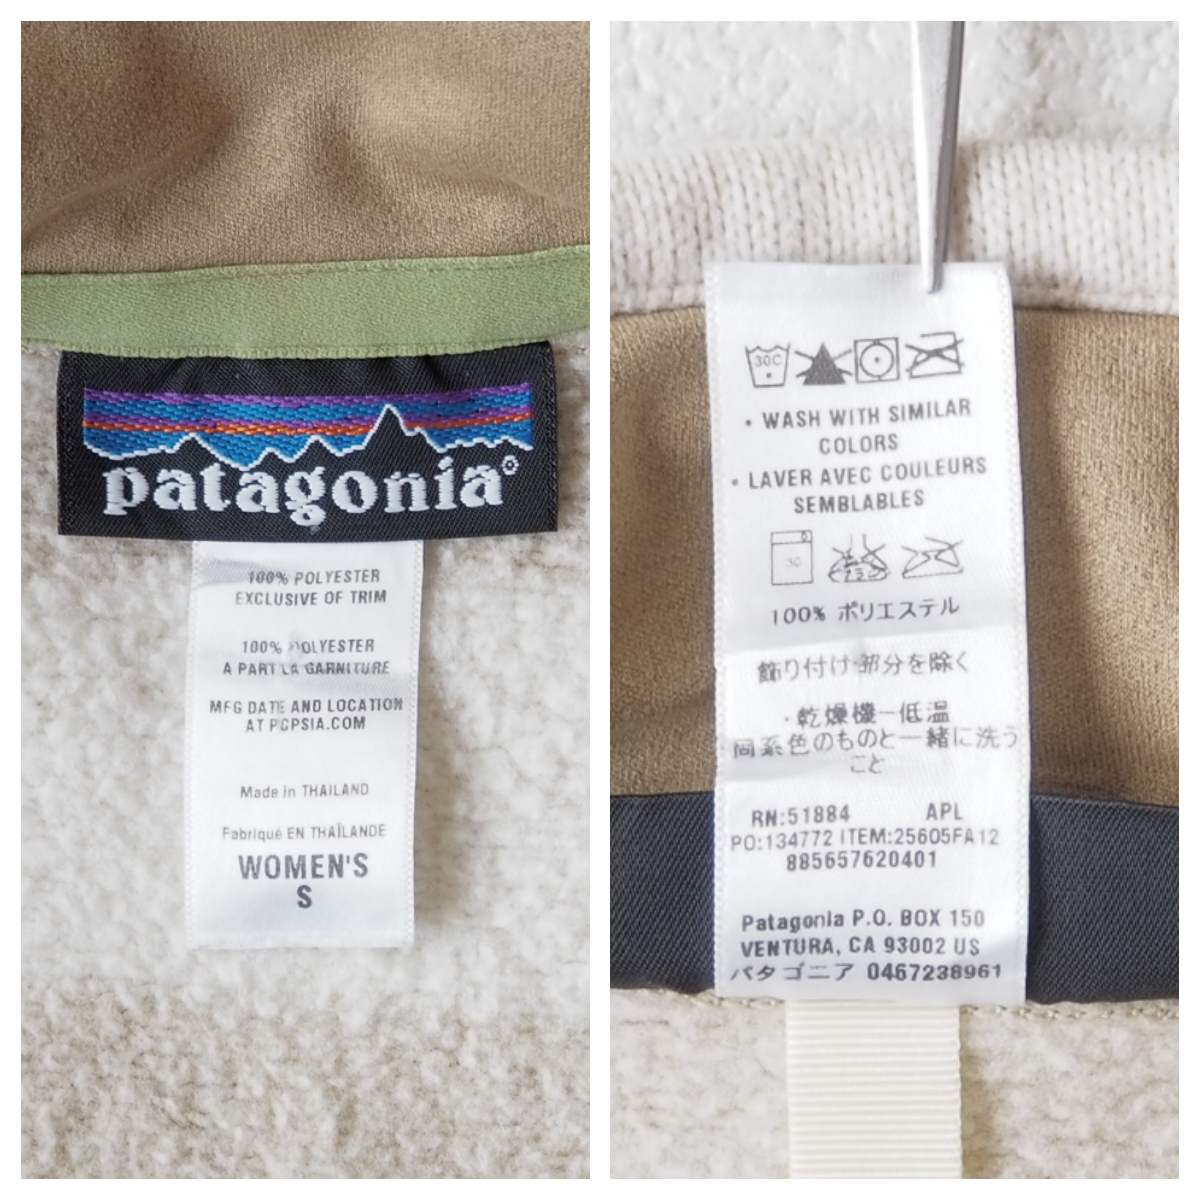 patagonia®
100% POLYESTER
EXCLUSIVE OF TRIM
100% POLYESTER
A PART LA GARNITURE
MFG DATE AND LOCATION
AT PCPSIA.COM
Made in THAILAND
Fabriqué EN THAÏLANDE
WOMEN'S
S
30C
• WASH WITH SIMILAR
COLORS
• LAVER AVEC COULEURS
SEMBLABLES
30
100% ポリエステル
飾り付け部分を除く
・乾燥機－低温
同系色のものと一緒に洗う
こと
RN:51884 APL
PO:134772 ITEM:25605FA12
885657620401
Patagonia P.O. BOX 150
VENTURA, CA 93002 US
パタゴニア 0467238961